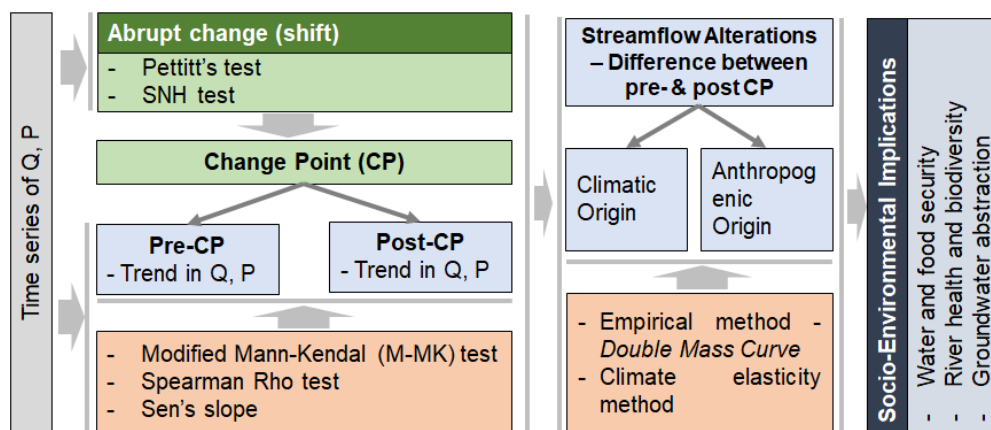 Time series of Q, P
Abrupt change (shift)
- Pettitt's test
- SNH test
Change Point (CP)
Pre-CP
- Trend in Q, P
Post-CP
- Trend in Q, P
- Modified Mann-Kendal (M-MK) test
- Spearman Rho test
- Sen's slope
Streamflow Alterations
– Difference between
pre- & post CP
Climatic
Origin
Anthropog
enic
Origin
- Empirical method -
Double Mass Curve
- Climate elasticity
method
Socio-Environmental Implications
- Water and food security
- River health and biodiversity
- Groundwater abstraction